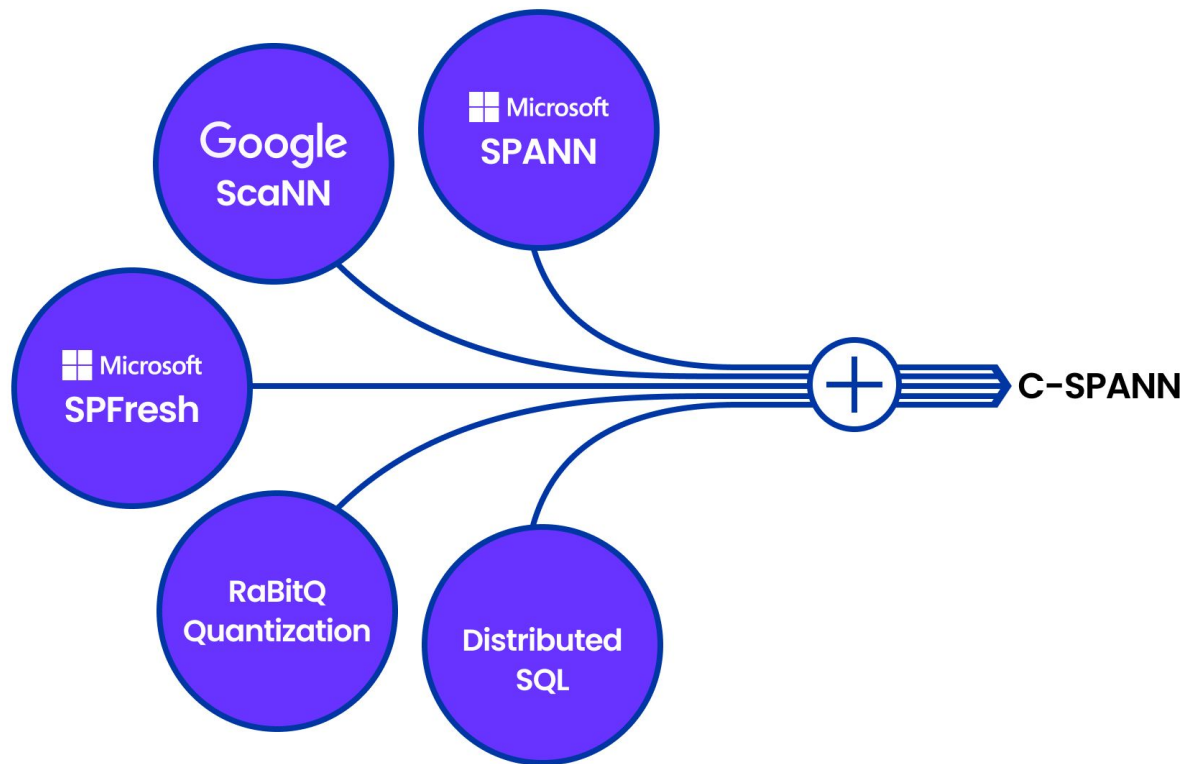 Microsoft
SPANN
Google
ScaNN
Microsoft
SPFresh
C-SPANN
RaBitQ
Quantization
Distributed
SQL